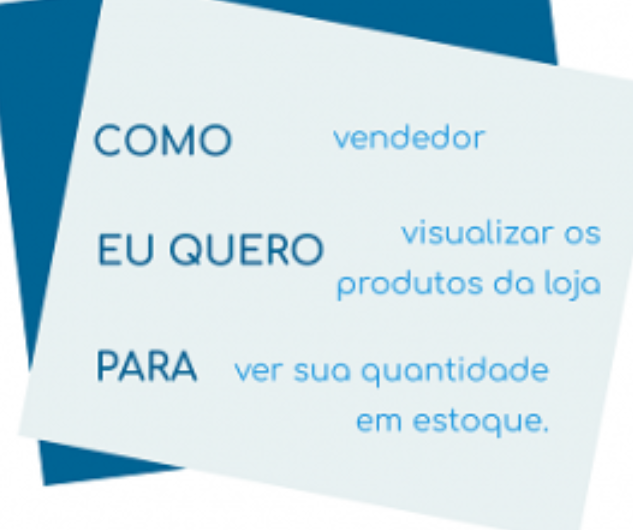 COMO vendedor
EU QUERO visualizar os
produtos da loja
PARA ver sua quantidade
em estoque.